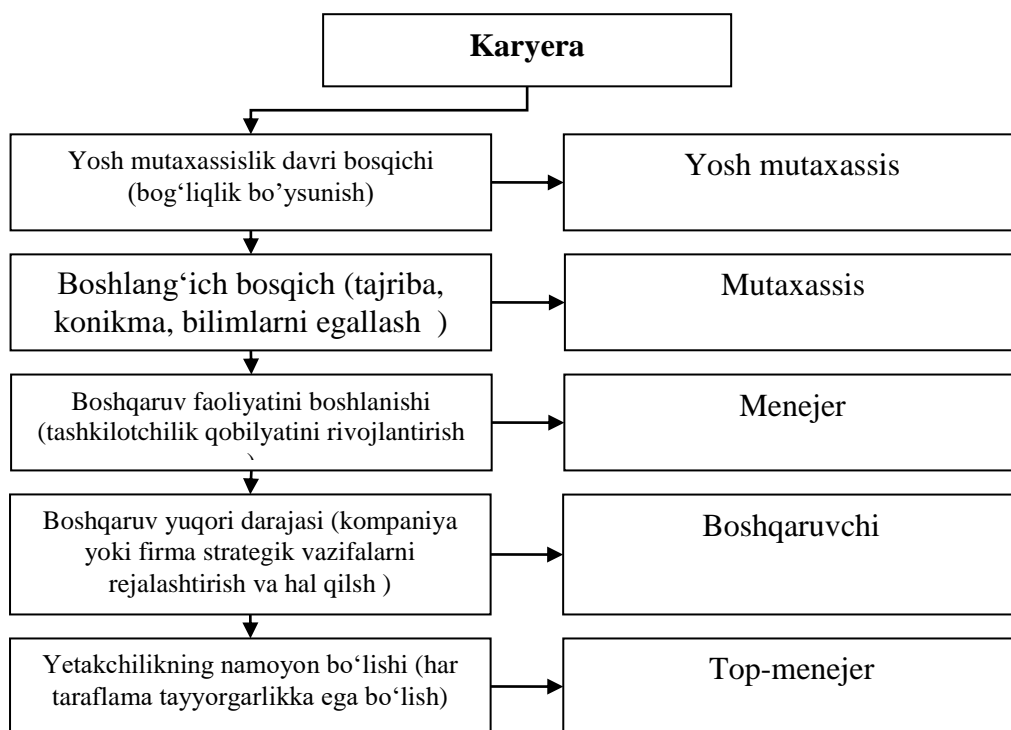 Karyera
Yosh mutaxassislik davri bosqichi
(bog‘liqlik bo’ysunish)
Yosh mutaxassis
Boshlang‘ich bosqich (tajriba,
konikma, bilimlarni egallash )
Mutaxassis
Boshqaruv faoliyatini boshlanishi
(tashkilotchilik qobilyatini rivojlantirish
)
Menejer
Boshqaruv yuqori darajasi (kompaniya
yoki firma strategik vazifalarni
rejalashtirish va hal qilsh )
Boshqaruvchi
Yetakchilikning namoyon bo‘lishi (har
taraflama tayyorgarlikka ega bo‘lish)
Top-menejer